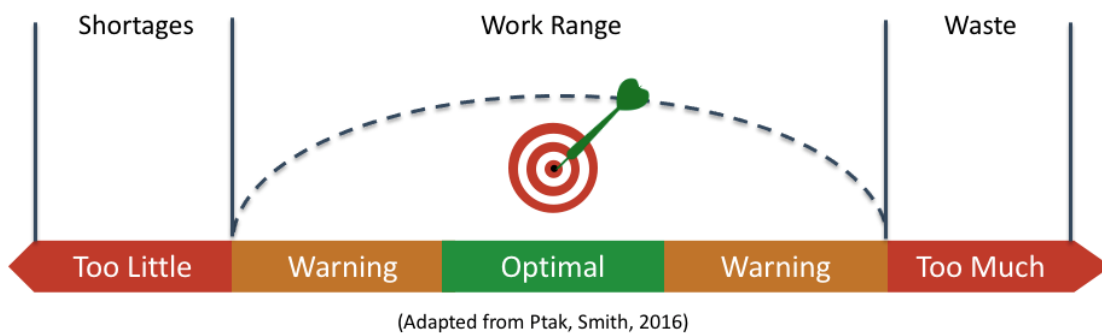 Shortages Work Range Waste
Too Little Warning Optimal Warning Too Much
(Adapted from Ptak, Smith, 2016)